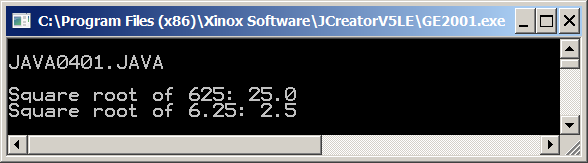 C:\Program Files (x86)\Xinox Software\JCreatorV5LE\GE2001.exe
JAVA0401.JAVA
Square root of 625: 25.0
Square root of 6.25: 2.5